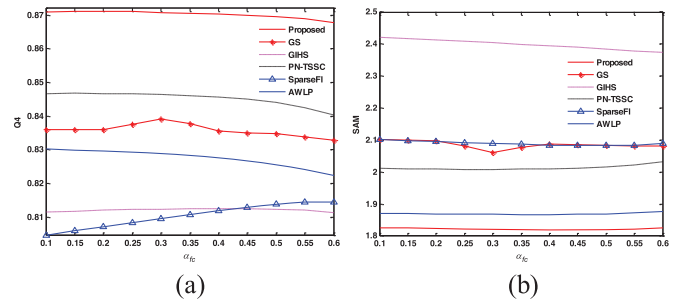 0.87
0.86
0.85
0.84
0.83
0.82
0.81
Q4
Proposed
GS
GIHS
PN-TSSC
SparseFI
AWLP
0.1 0.15 0.2 0.25 0.3 0.35 0.4 0.45 0.5 0.55 0.6
αfc
(a)
2.5
2.4
2.3
2.2
2.1
2
1.9
1.8
SAM
Proposed
GS
GIHS
PN-TSSC
SparseFI
AWLP
0.1 0.15 0.2 0.25 0.3 0.35 0.4 0.45 0.5 0.55 0.6
αfc
(b)